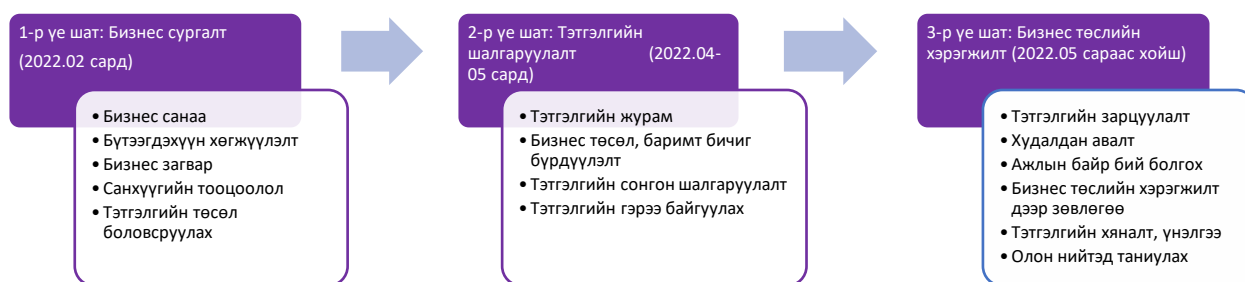 1-р үе шат: Бизнес сургалт
(2022.02 сард)
• Бизнес санаа
• Бүтээгдэхүүн хөгжүүлэлт
• Бизнес загвар
• Санхүүгийн тооцоолол
• Тэтгэлгийн төсөл
боловсруулах
2-р үе шат: Тэтгэлгийн
шалгаруулалт (2022.04-
05 сард)
• Тэтгэлгийн журам
• Бизнес төсөл, баримт бичиг
бүрдүүлэлт
• Тэтгэлгийн сонгон шалгаруулалт
• Тэтгэлгийн гэрээ байгуулах
3-р үе шат: Бизнес төслийн
хэрэгжилт (2022.05 сараас хойш)
• Тэтгэлгийн зарцуулалт
• Худалдан авалт
• Ажлын байр бий болгох
• Бизнес төслийн хэрэгжилт
дээр зөвлөгөө
• Тэтгэлгийн хяналт, үнэлгээ
• Олон нийтэд таниулах